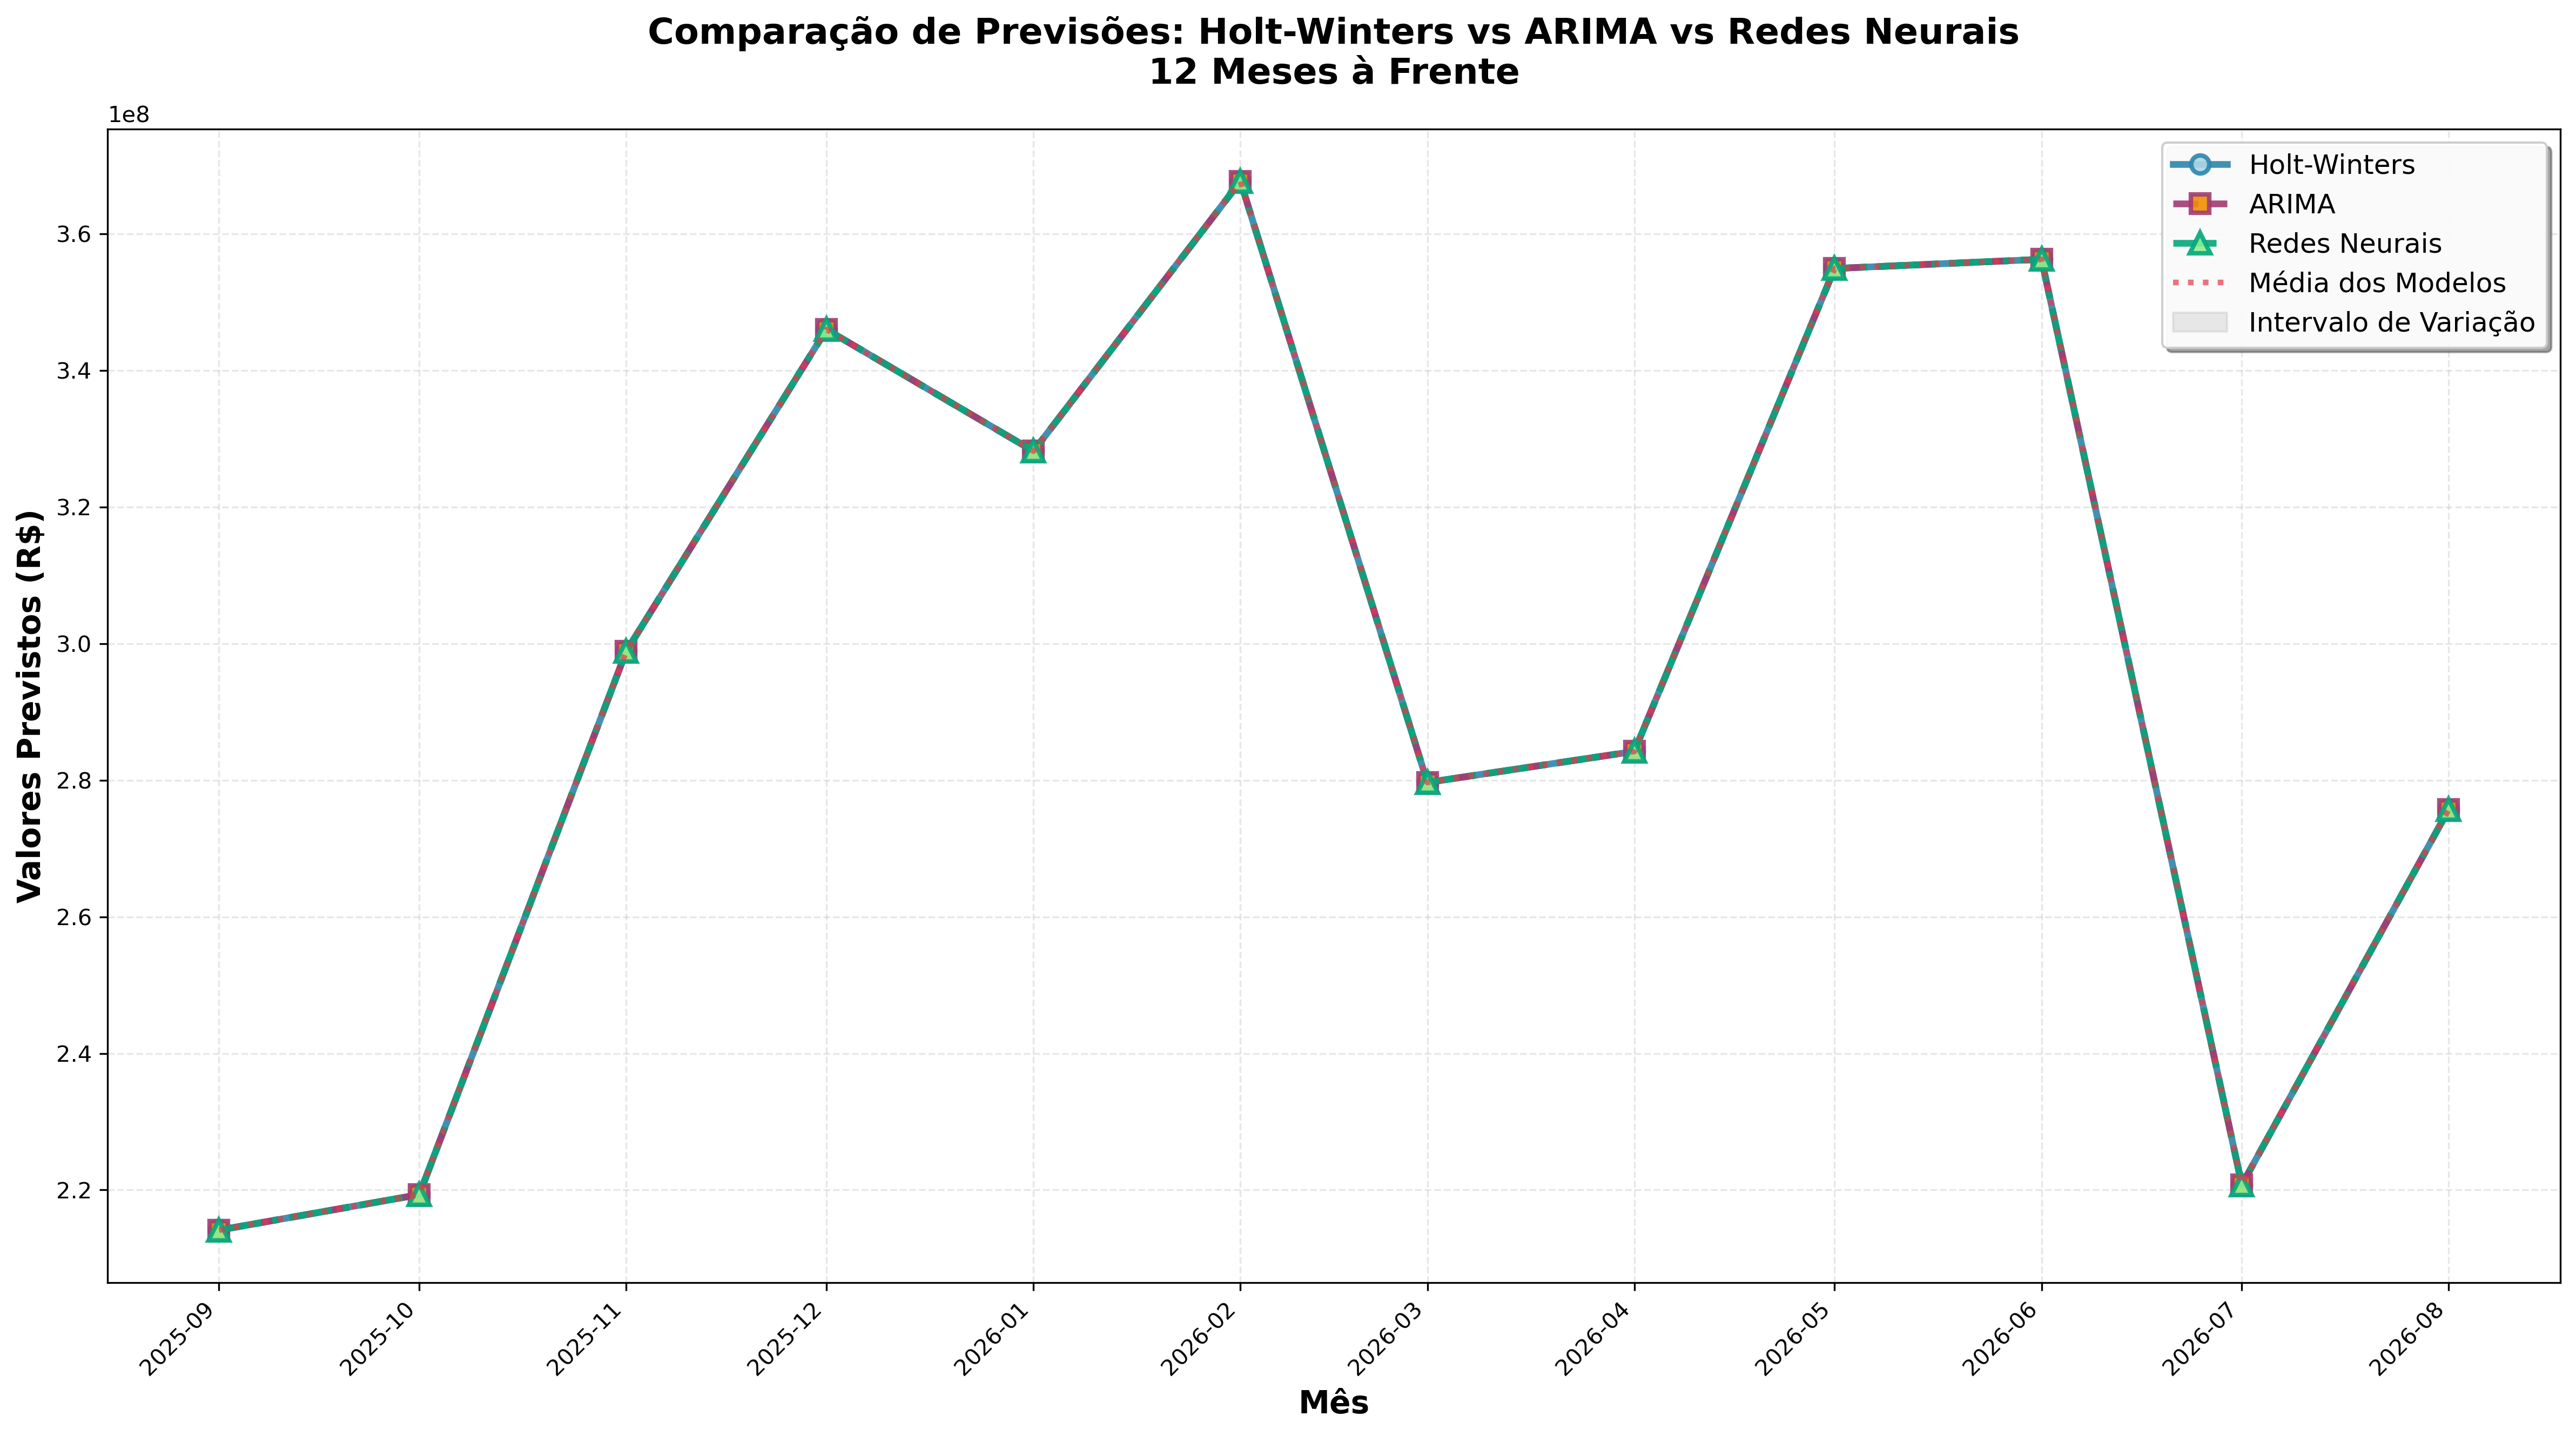 Comparação de Previsões: Holt-Winters vs ARIMA vs Redes Neurais
12 Meses à Frente
1e8
Holt-Winters
ARIMA
Redes Neurais
Média dos Modelos
Intervalo de Variação
3.6
3.4
3.2
3.0
2.8
2.6
2.4
2.2
Valores Previstos (R$)
2025-09
2025-10
2025-11
2025-12
2026-01
2026-02
2026-03
2026-04
2026-05
2026-06
2026-07
2026-08
Mês